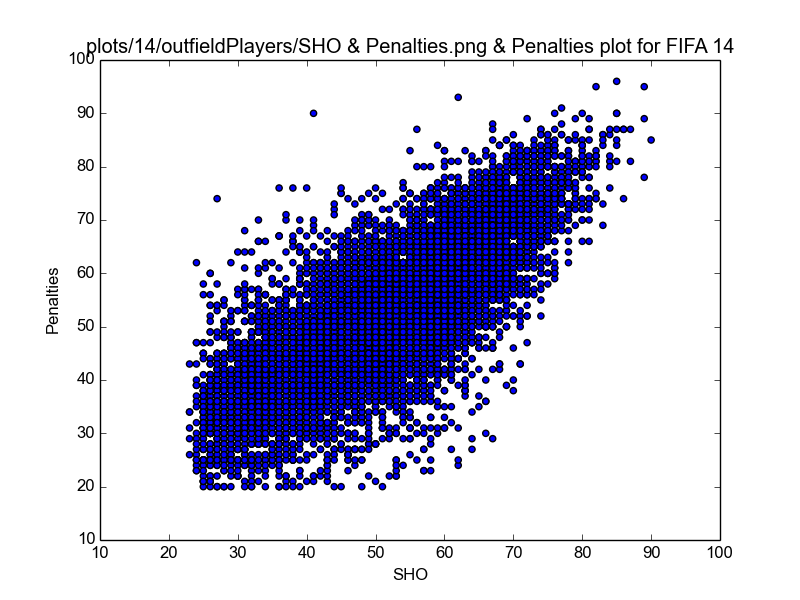 plots/14/outfieldPlayers/SHO & Penalties.png & Penalties plot for FIFA 14
100
90
80
70
60
50
40
30
20
10
Penalties
10 20 30 40 50 60 70 80 90 100
SHO